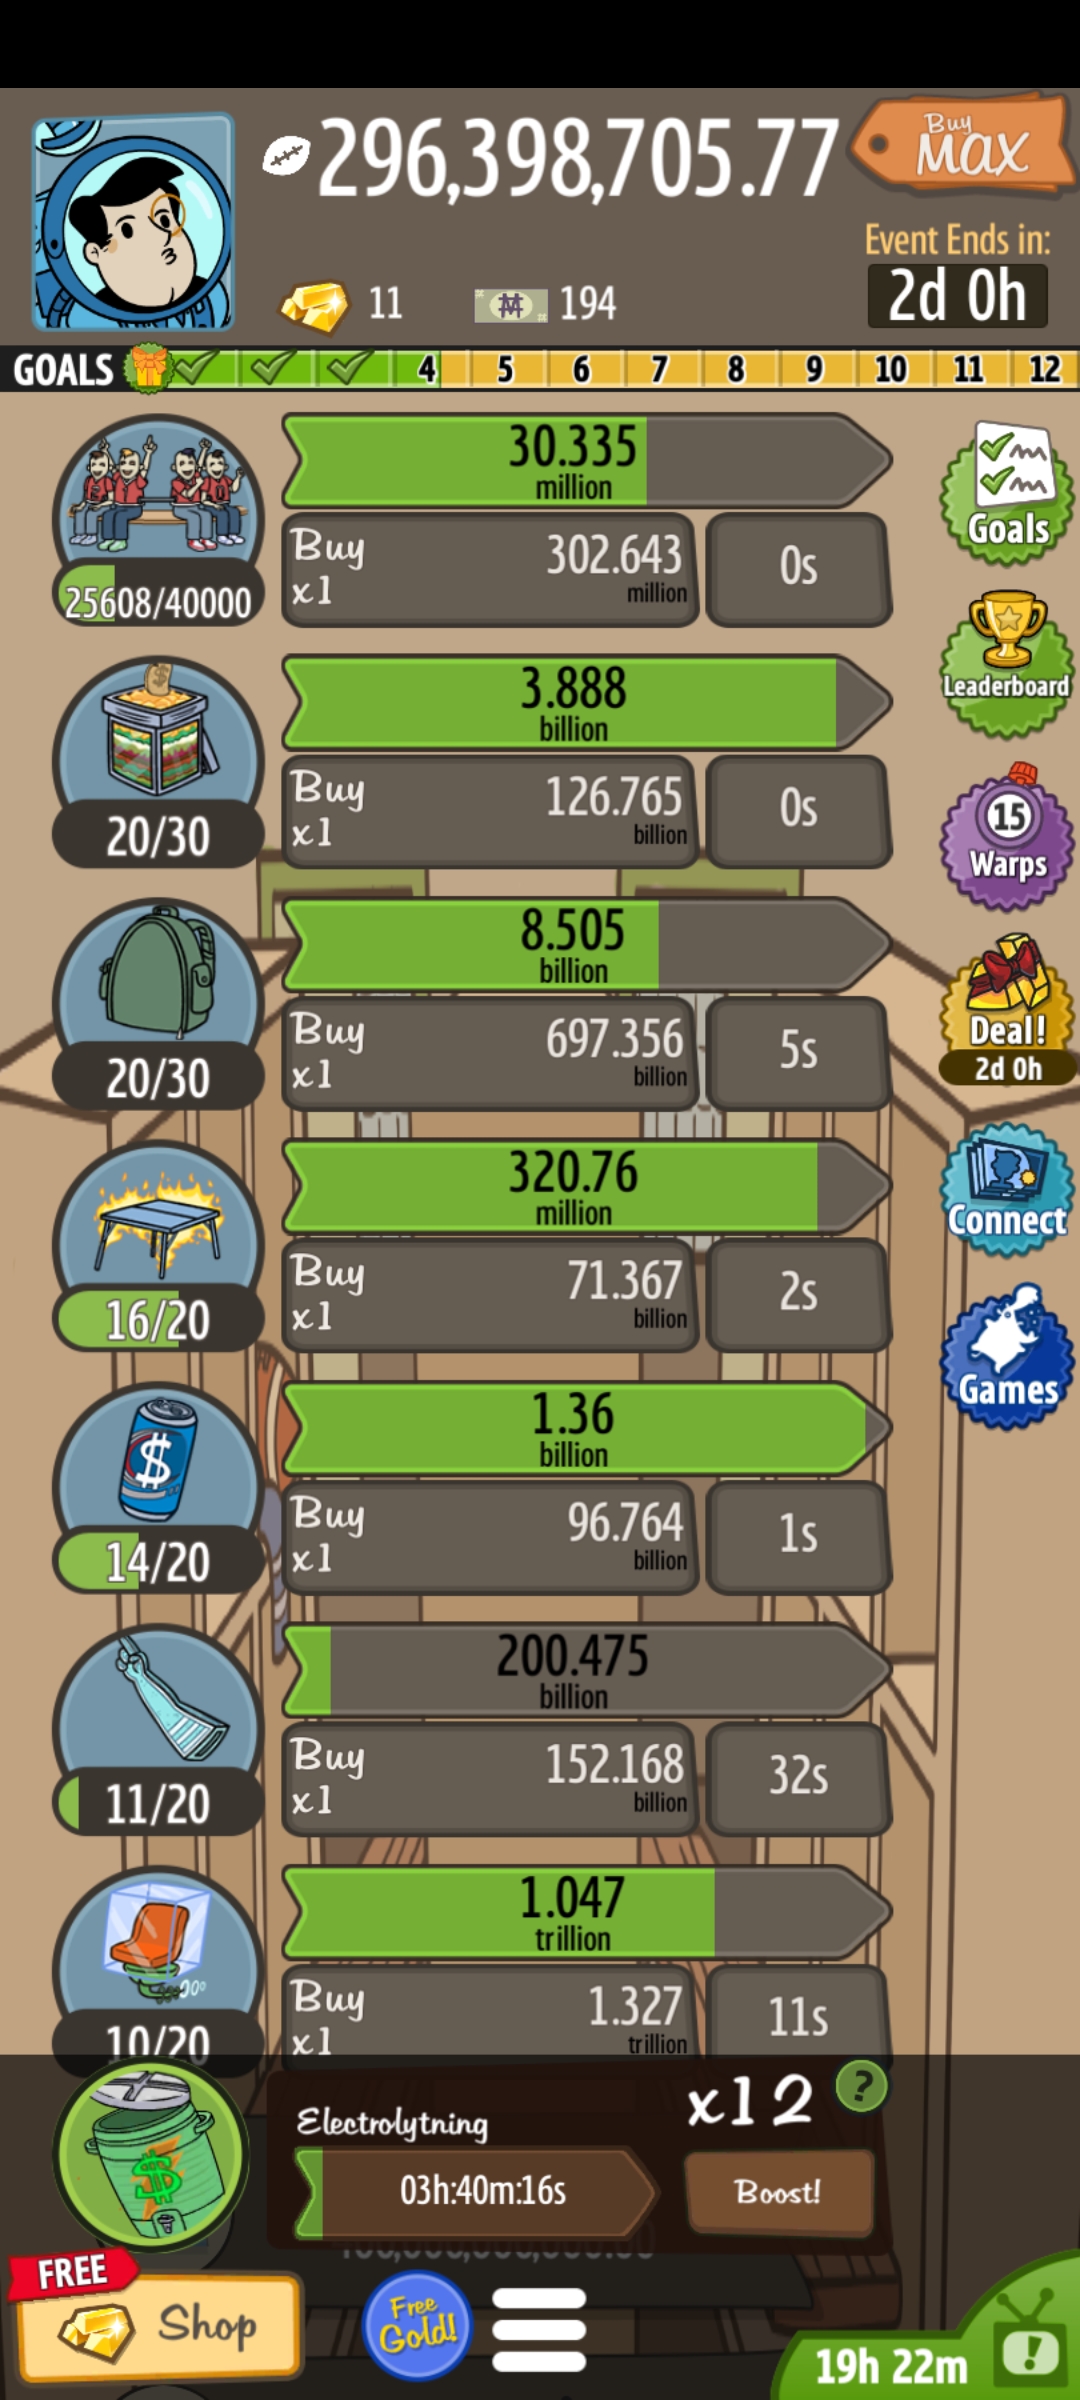 296,398,705.77
Buy
MAX
Event Ends in:
2d 0h
11
194
GOALS
4
5
6
7
8
9
10
11
12
30.335
million
Buy
x1
302.643
million
0s
25608/40000
Goals
3.888
billion
Buy
x1
126.765
billion
0s
20/30
Leaderboard
8.505
billion
Buy
x1
697.356
billion
5s
20/30
15
Warps
Deal!
2d 0h
320.76
million
Buy
x1
71.367
billion
2s
16/20
Connect
1.36
billion
Buy
x1
96.764
billion
1s
14/20
Games
200.475
billion
Buy
x1
152.168
billion
32s
11/20
1.047
trillion
Buy
x1
1.327
trillion
11s
10/20
Electrolytning
x12
?
03h:40m:16s
Boost!
FREE
Shop
Free
Gold!
19h 22m